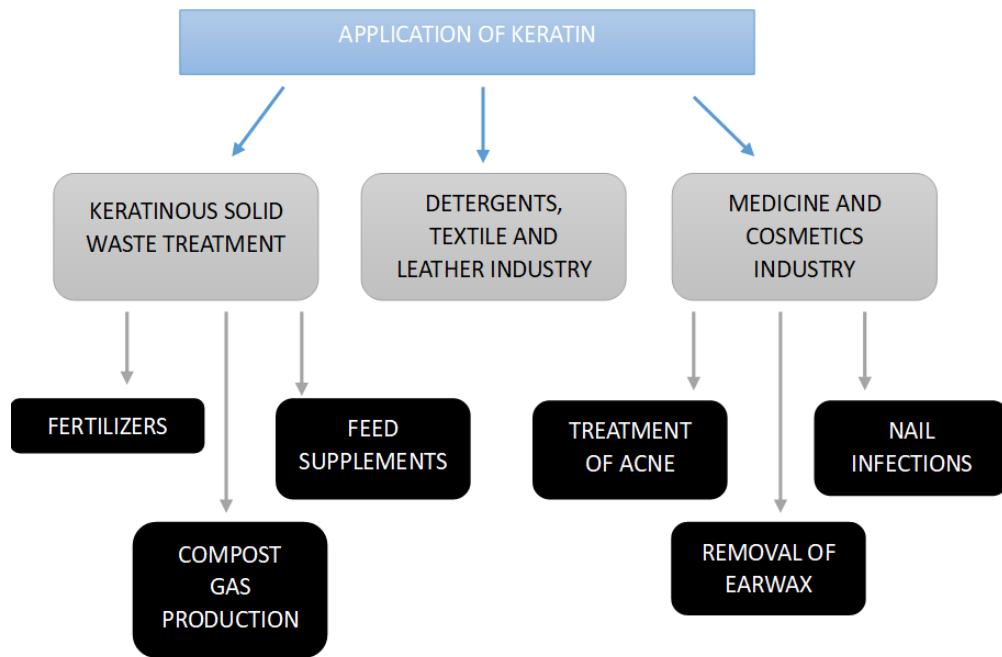 APPLICATION OF KERATIN
KERATINOUS SOLID
WASTE TREATMENT
DETERGENTS,
TEXTILE AND
LEATHER INDUSTRY
MEDICINE AND
COSMETICS
INDUSTRY
FERTILIZERS
FEED
SUPPLEMENTS
TREATMENT
OF ACNE
NAIL
INFECTIONS
COMPOST
GAS
PRODUCTION
REMOVAL OF
EARWAX